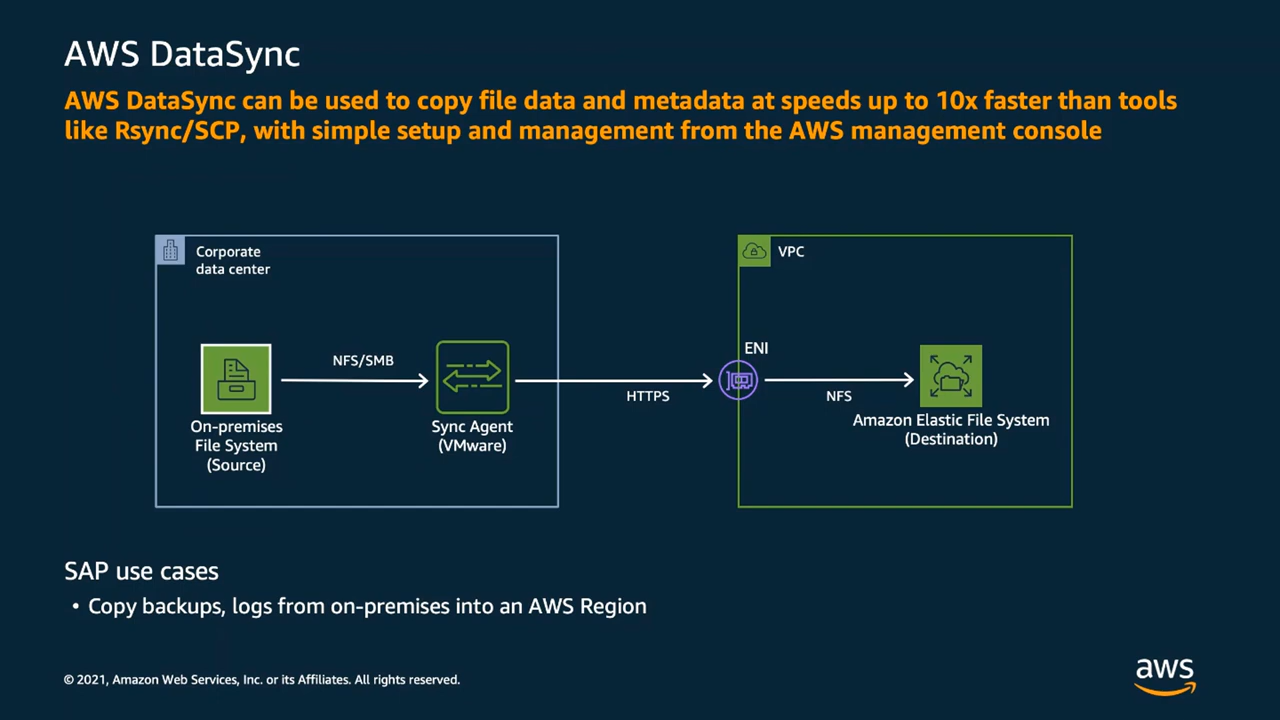 AWS DataSync
AWS DataSync can be used to copy file data and metadata at speeds up to 10x faster than tools
like Rsync/SCP, with simple setup and management from the AWS management console
Corporate
data center
VPC
ENI
NFS/SMB
HTTPS
NFS
On-premises
File System
(Source)
Sync Agent
(VMware)
Amazon Elastic File System
(Destination)
SAP use cases
• Copy backups, logs from on-premises into an AWS Region
© 2021, Amazon Web Services, Inc. or its Affiliates. All rights reserved.
aws